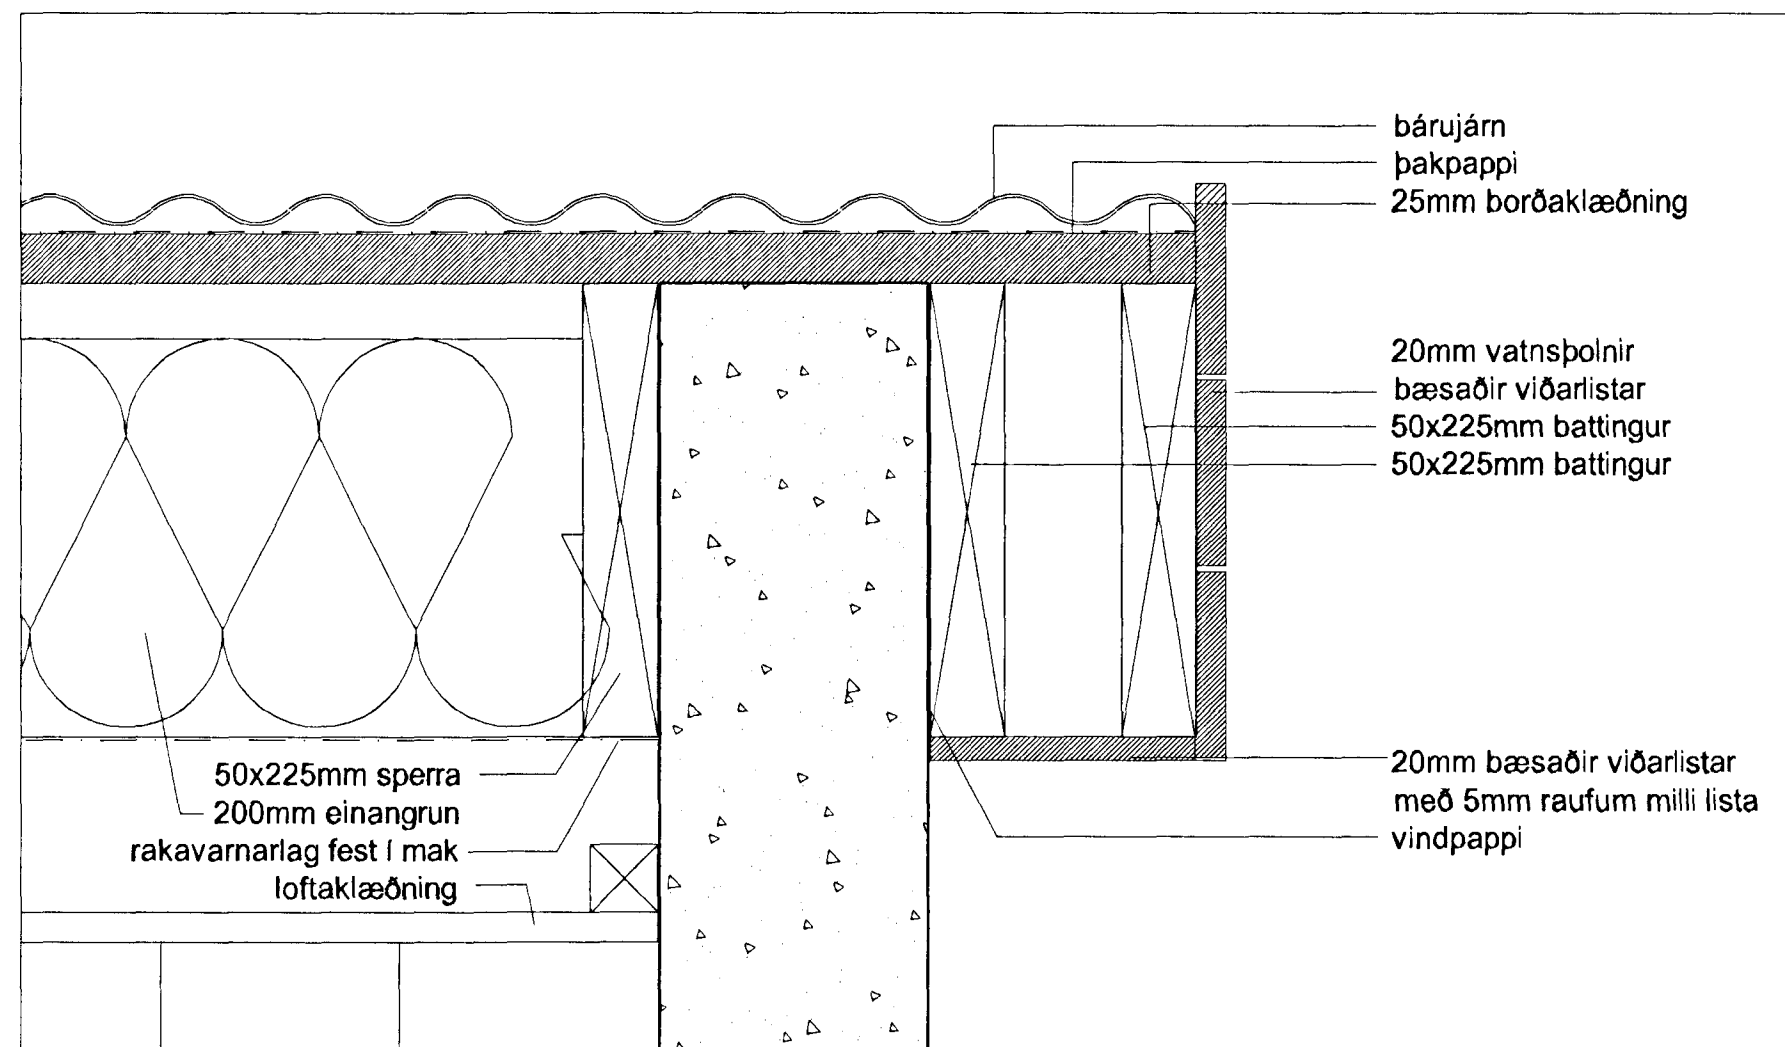 bárujárn
þakpappi
25mm borðaklæðning
20mm vatnsþolnir
bæsaðir viðarlistar
50x225mm battingur
50x225mm battingur
50x225mm sperra
200mm einangrun
rakavarnarlag fest í mak
loftaklæðning
20mm bæsaðir viðarlistar
með 5mm raufum milli lista
vindpappi